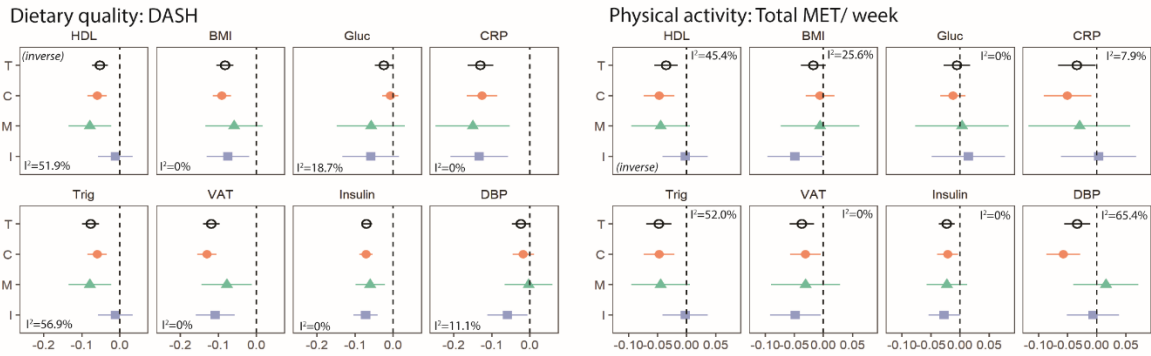 Dietary quality: DASH
Physical activity: Total MET/ week
HDL BMI Gluc CRP
HDL BMI Gluc CRP
(inverse)
I²=45.4% I²=25.6% I²=0% I²=7.9%
T
C
M
I
I²=51.9% I²=0% I²=18.7% I²=0%
T
C
M
I
(inverse)
Trig VAT Insulin DBP
Trig VAT Insulin DBP
I²=52.0% I²=0% I²=0% I²=65.4%
T
C
M
I
I²=56.9% I²=0% I²=0% I²=11.1%
T
C
M
I
-0.2 -0.1 0.0 -0.2 -0.1 0.0 -0.2 -0.1 0.0 -0.2 -0.1 0.0
-0.10 -0.05 0.00 0.05 -0.10 -0.05 0.00 0.05 -0.10 -0.05 0.00 0.05 -0.10 -0.05 0.00 0.05